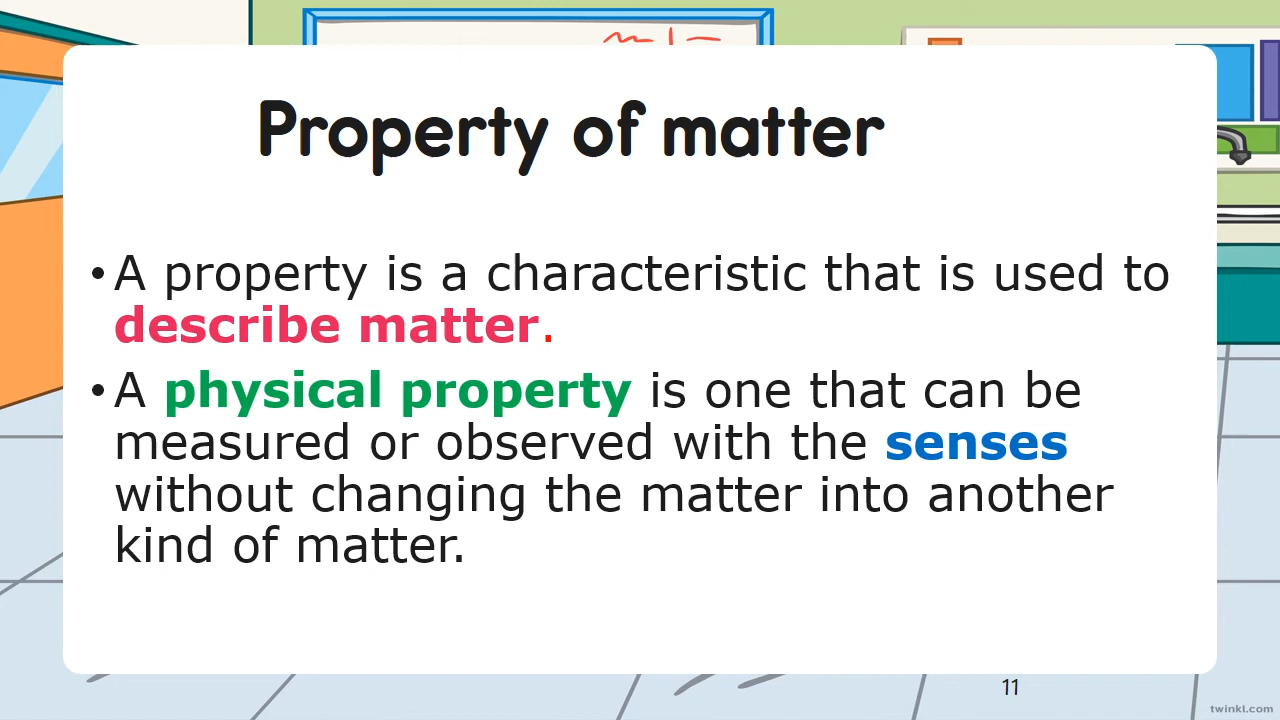 Property of matter
• A property is a characteristic that is used to
describe matter.
• A physical property is one that can be
measured or observed with the senses
without changing the matter into another
kind of matter.
11
twinkl.com